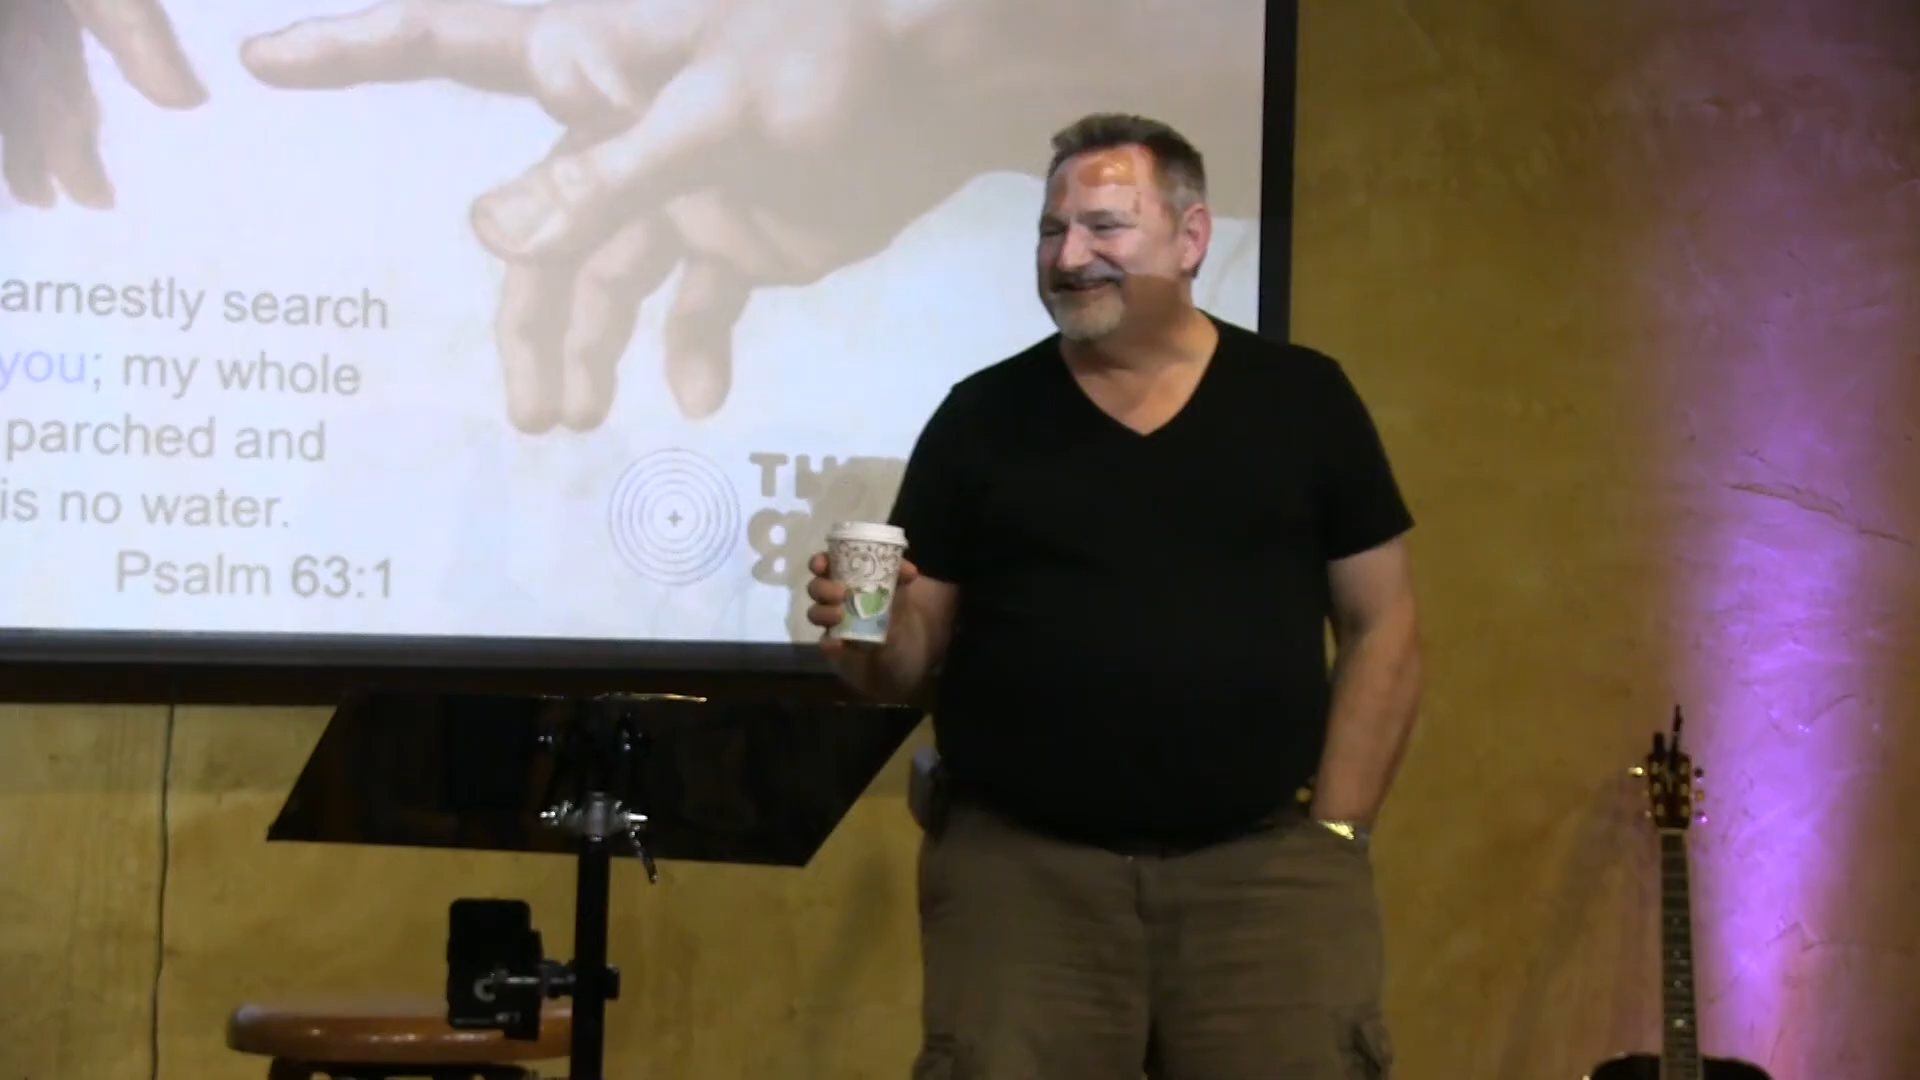 arnestly search
you; my whole
parched and
is no water.
Psalm 63:1